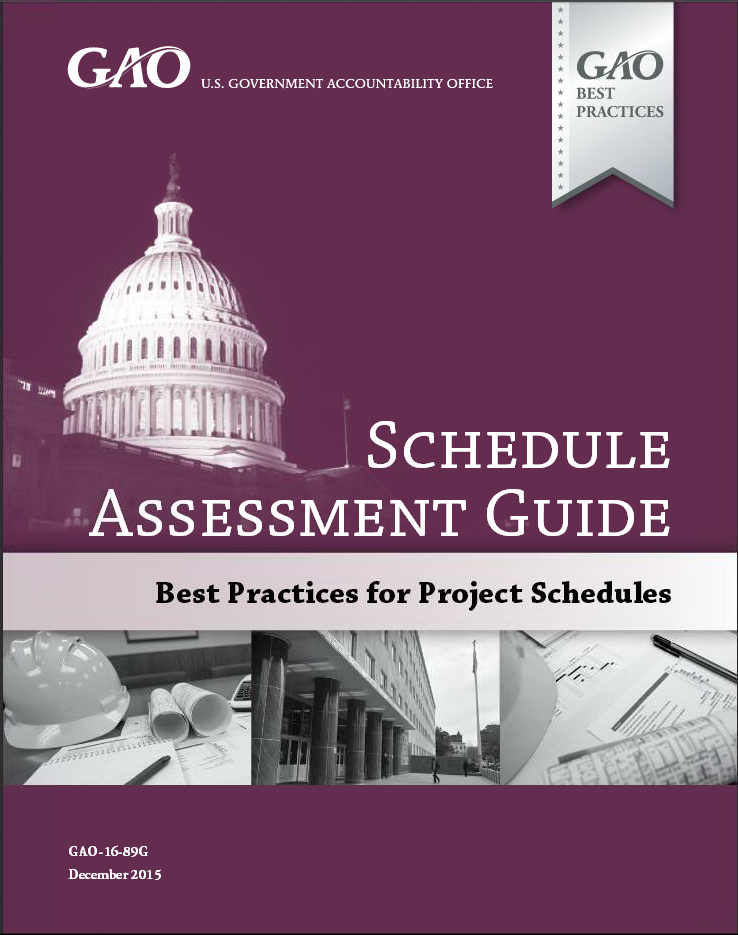 GAO
U.S. GOVERNMENT ACCOUNTABILITY OFFICE
GAO
BEST
PRACTICES
SCHEDULE
ASSESSMENT GUIDE
Best Practices for Project Schedules
GAO-16-89G
December 2015